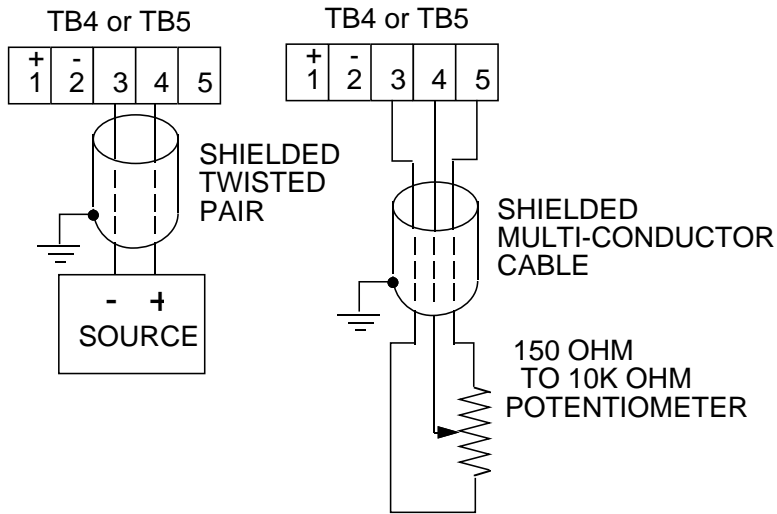 TB4 or TB5
+ -
1 2 3 4 5
SHIELDED
TWISTED
PAIR
- +
SOURCE
TB4 or TB5
+ -
1 2 3 4 5
SHIELDED
MULTI-CONDUCTOR
CABLE
150 OHM
TO 10K OHM
POTENTIOMETER